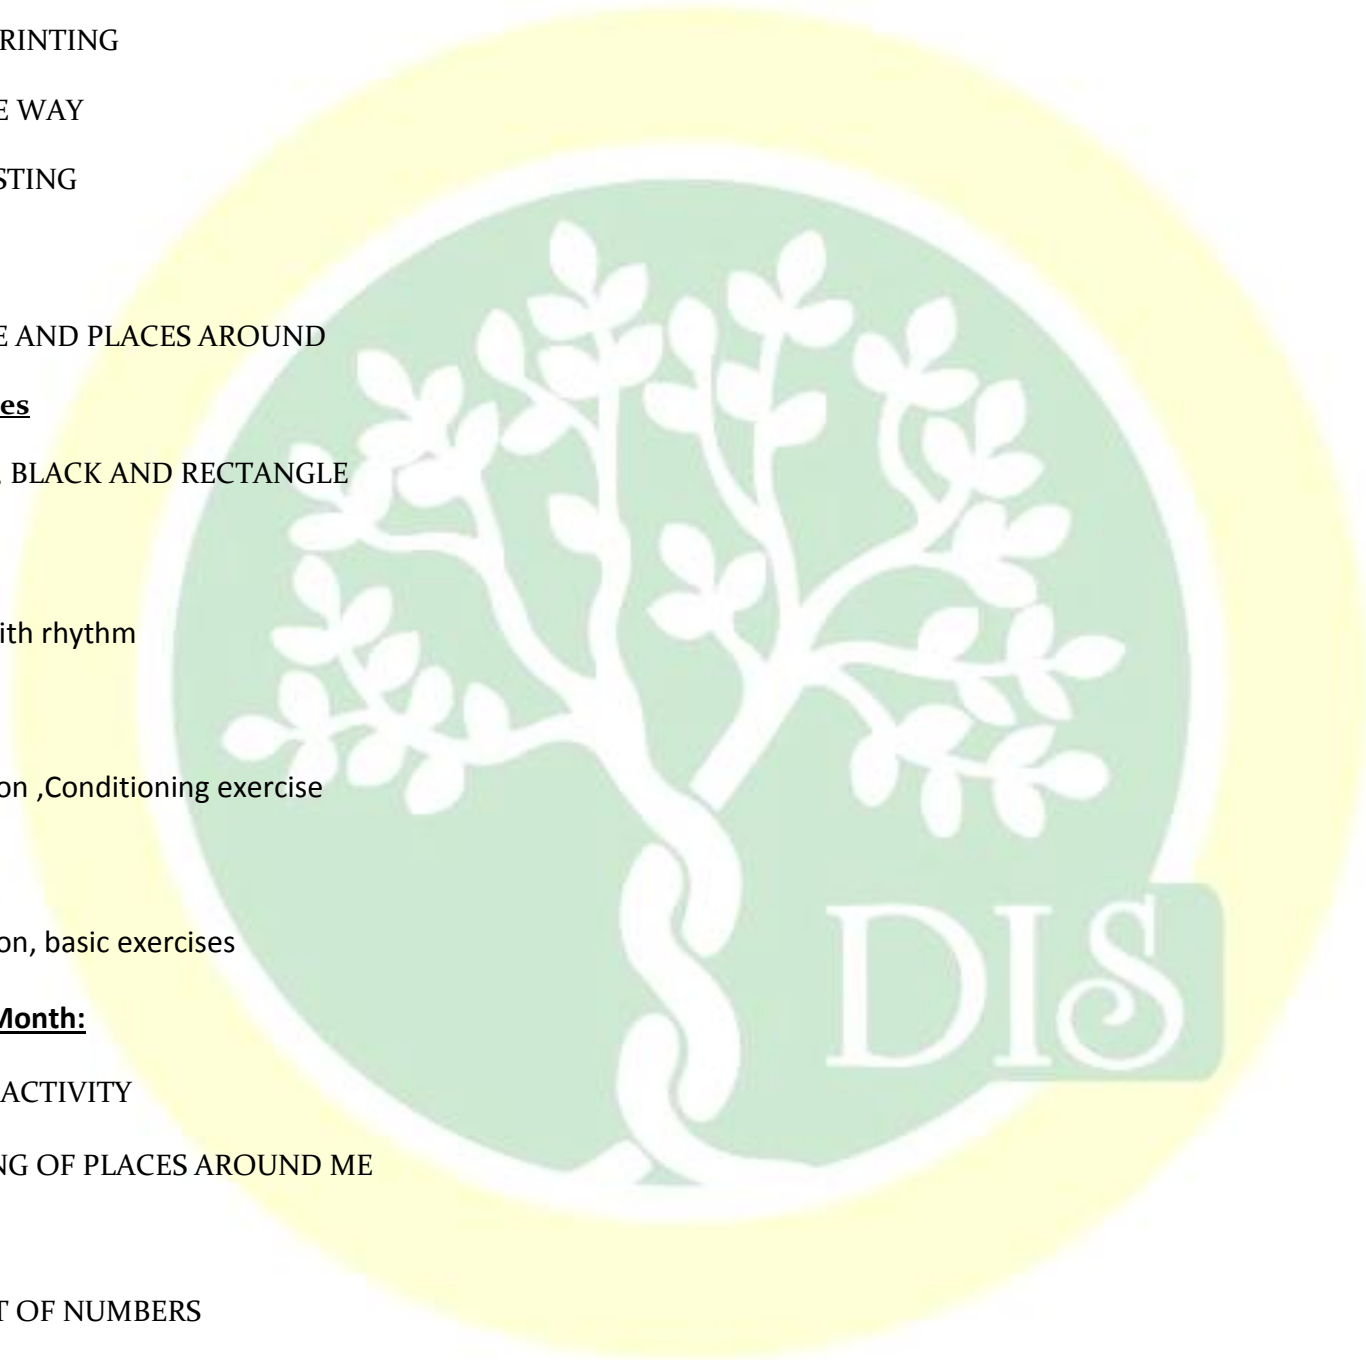 RINTING
E WAY
STING
E AND PLACES AROUND
es
, BLACK AND RECTANGLE
ith rhythm
on ,Conditioning exercise
on, basic exercises
Month:
ACTIVITY
NG OF PLACES AROUND ME
T OF NUMBERS
DIS